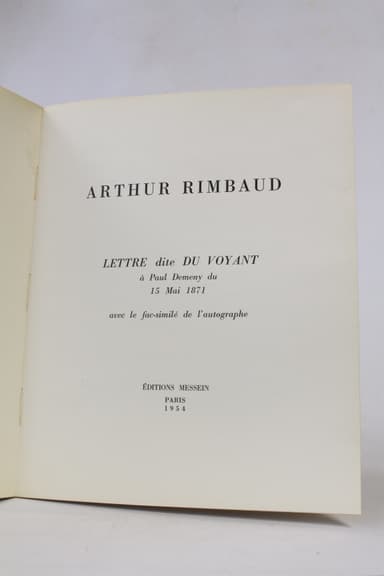 ARTHUR RIMBAUD
LETTRE dite DU VOYANT
à Paul Demeny du
15 Mai 1871
avec le fac-similé de l'autographe
ÉDITIONS MESSEIN
PARIS
1954